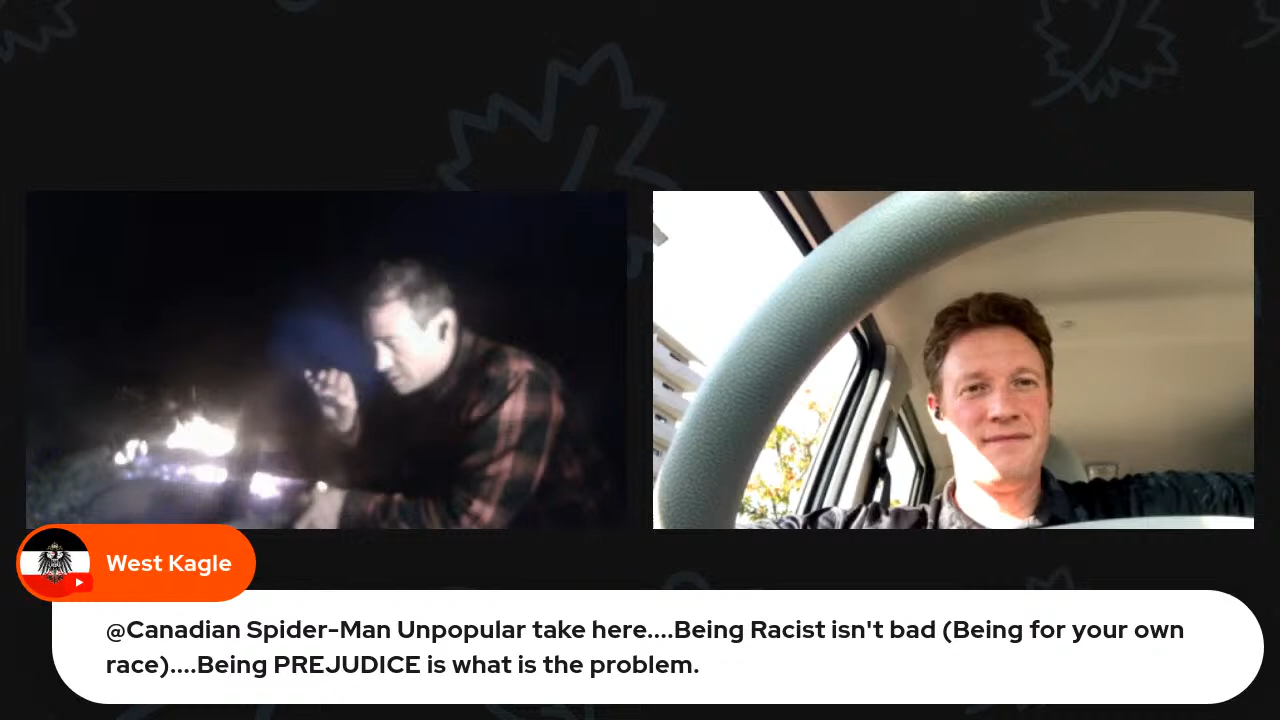 West Kagle
@Canadian Spider-Man Unpopular take here....Being Racist isn't bad (Being for your own
race)....Being PREJUDICE is what is the problem.